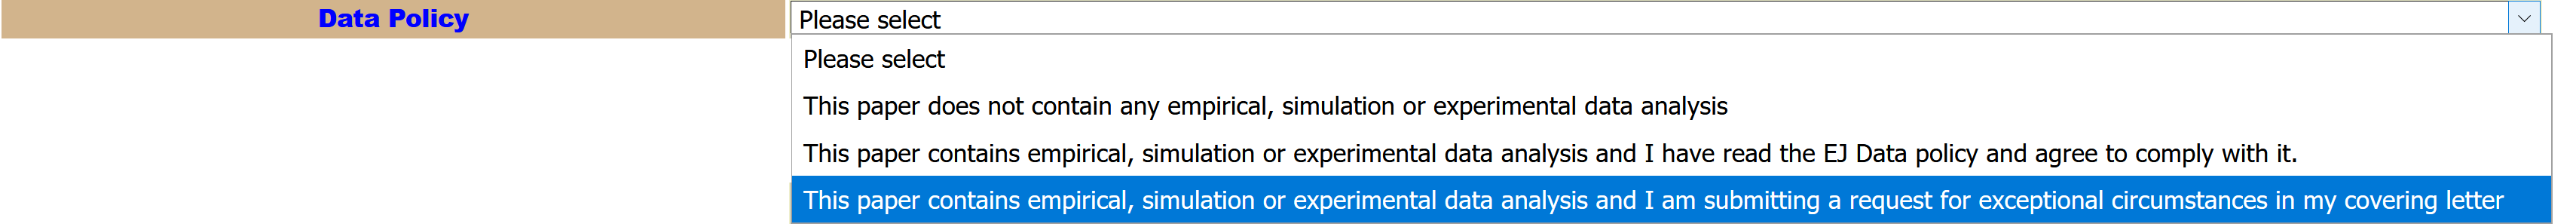 Data Policy
Please select
Please select
This paper does not contain any empirical, simulation or experimental data analysis
This paper contains empirical, simulation or experimental data analysis and I have read the EJ Data policy and agree to comply with it.
This paper contains empirical, simulation or experimental data analysis and I am submitting a request for exceptional circumstances in my covering letter